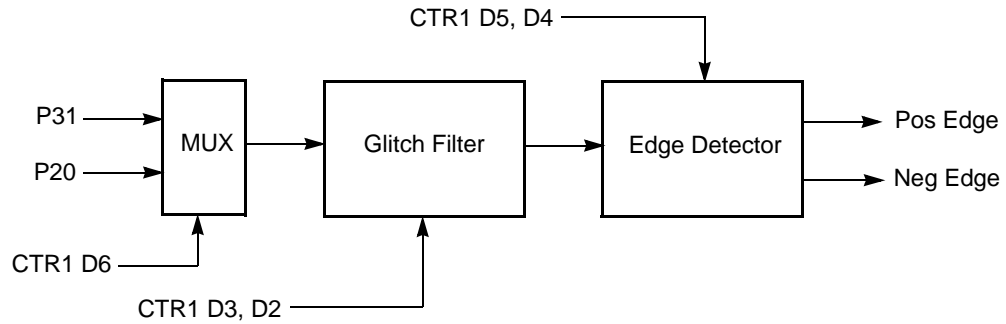 CTR1 D5, D4
P31
P20
MUX
Glitch Filter
Edge Detector
Pos Edge
Neg Edge
CTR1 D6
CTR1 D3, D2